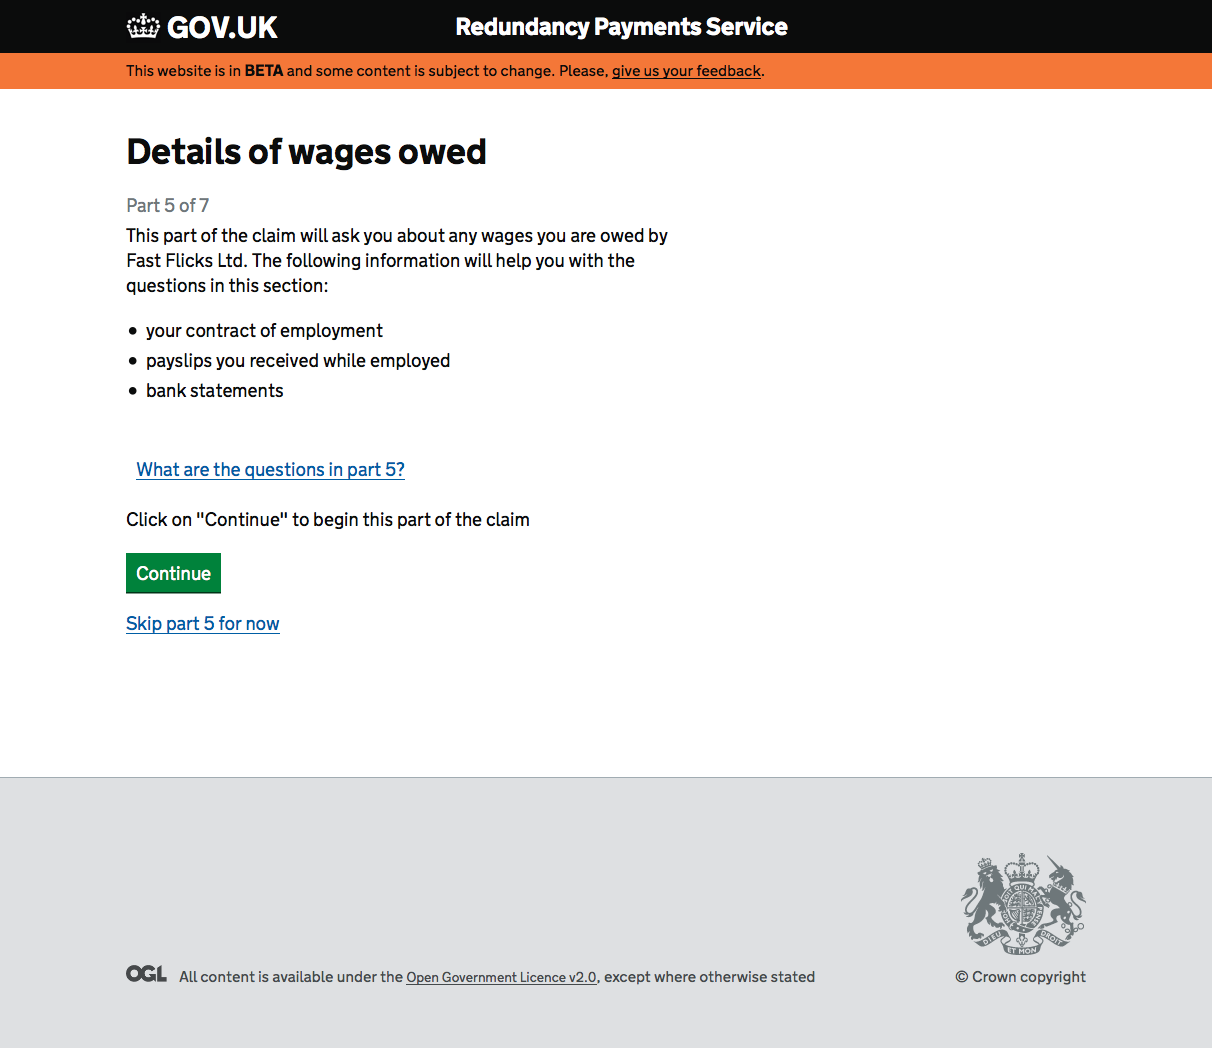 GOV.UK
Redundancy Payments Service
This website is in BETA and some content is subject to change. Please, give us your feedback.
Details of wages owed
Part 5 of 7
This part of the claim will ask you about any wages you are owed by
Fast Flicks Ltd. The following information will help you with the
questions in this section:
• your contract of employment
• payslips you received while employed
• bank statements
What are the questions in part 5?
Click on "Continue" to begin this part of the claim
Continue
Skip part 5 for now
DIEU ET MON DROIT
OGL All content is available under the Open Government Licence v2.0, except where otherwise stated
© Crown copyright